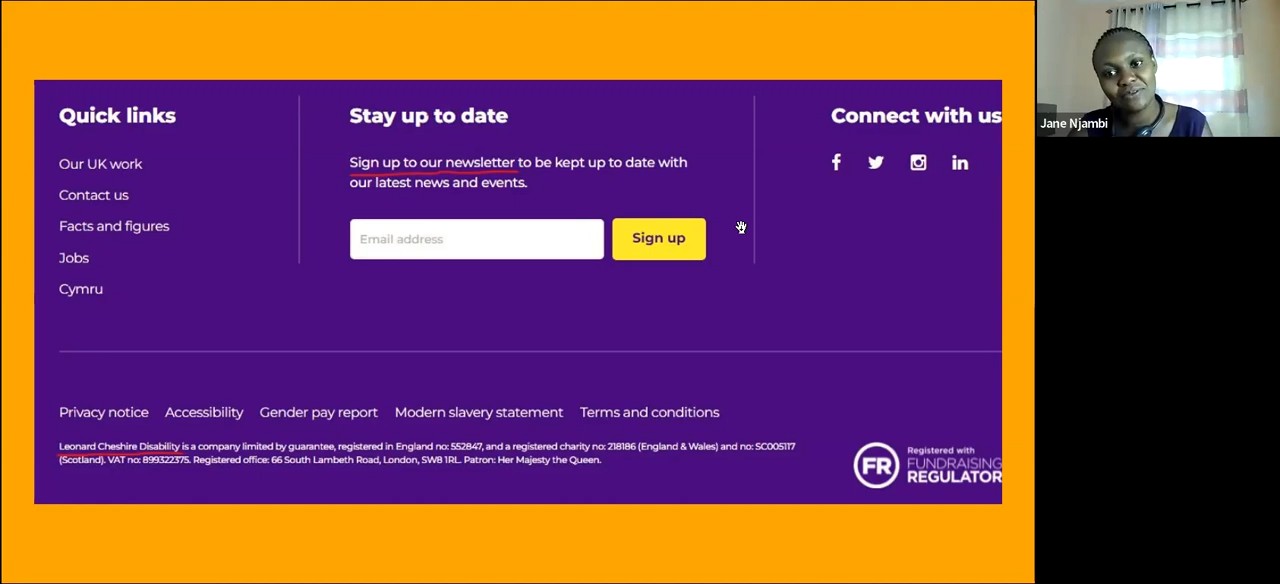 Quick links
Our UK work
Contact us
Facts and figures
Jobs
Cymru
Stay up to date
Sign up to our newsletter to be kept up to date with
our latest news and events.
Email address
Sign up
Connect with us
Privacy notice Accessibility Gender pay report Modern slavery statement Terms and conditions
Leonard Cheshire Disability is a company limited by guarantee, registered in England no: 552847, and a registered charity no: 218186 (England & Wales) and no: SC005117
(Scotland). VAT no: 899322375. Registered office: 66 South Lambeth Road, London, SW8 1RL. Patron: Her Majesty the Queen.
FR
Registered with
FUNDRAISING
REGULATOR
Jane Njambi